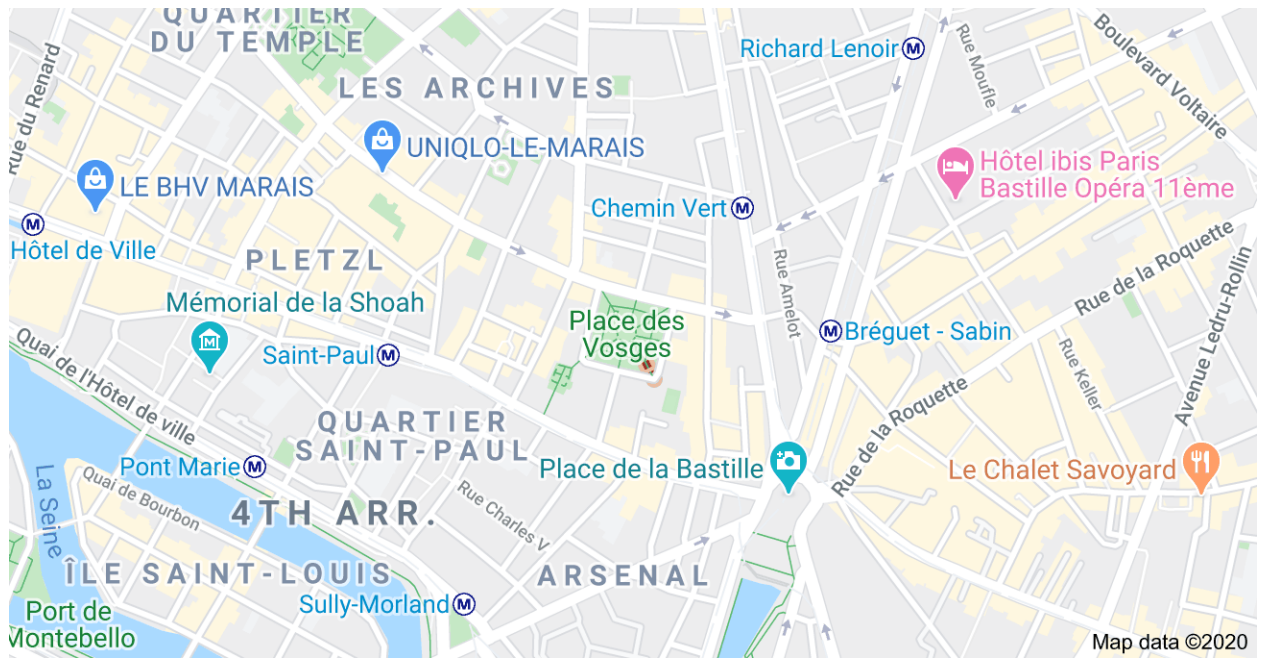 QUARTIER
DU TEMPLE
Richard Lenoir
Rue Moufle
Boulevard Voltaire
Rue du Renard
LES ARCHIVES
UNIQLO-LE-MARAIS
Hôtel ibis Paris
Bastille Opéra 11ème
LE BHV MARAIS
Chemin Vert
M
M
M
Hôtel de Ville
PLETZL
Rue Amelot
Rue de la Roquette
Avenue Ledru-Rollin
Mémorial de la Shoah
Place des
Vosges
M
Bréguet - Sabin
Saint-Paul
M
Quai de l'Hôtel de ville
Rue Keller
Rue de la Roquette
QUARTIER
SAINT-PAUL
Pont Marie
M
Place de la Bastille
Le Chalet Savoyard
La Seine
Quai de Bourbon
Rue Charles V
4TH ARR.
ÎLE SAINT-LOUIS
ARSENAL
Sully-Morland
M
Port de
Montebello
Map data ©2020